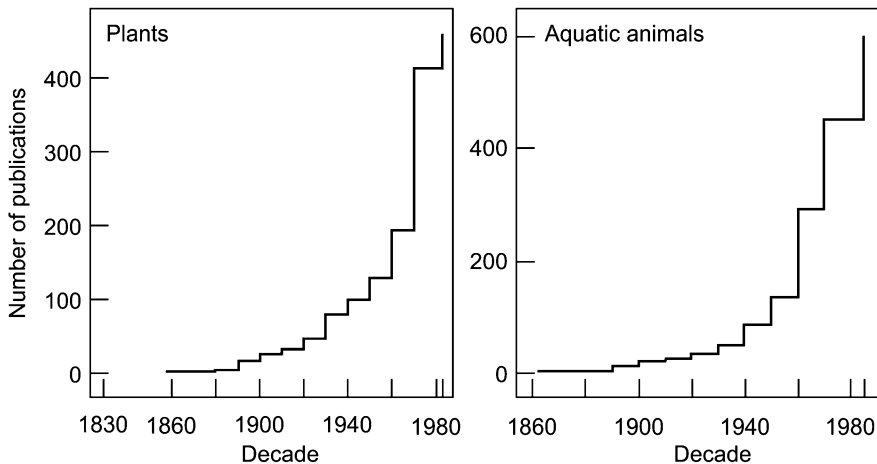 Plants
Number of publications
400
300
200
100
0
1830 1860 1900 1940 1980
Decade
Aquatic animals
600
400
200
0
1860 1900 1940 1980
Decade